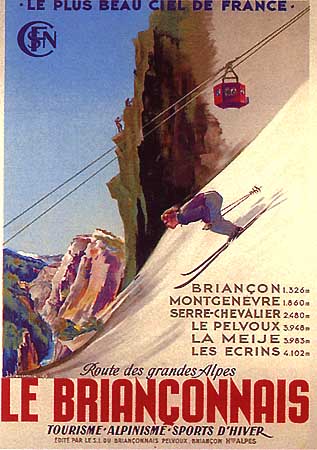 · LE PLUS BEAU CIEL DE FRANCE ·
SNCF
BRIANÇON 1.326m
MONTGENÈVRE 1.860m
SERRE-CHEVALIER 2.480m
LE PELVOUX 3.948m
LA MEIJE 3.983m
LES ECRINS 4.102m
Route des grandes Alpes
LE BRIANÇONNAIS
TOURISME·ALPINISME·SPORTS D'HIVER
ÉDITÉ PAR LE S.I. DU BRIANÇONNAIS PELVOUX, BRIANÇON Htes ALPES